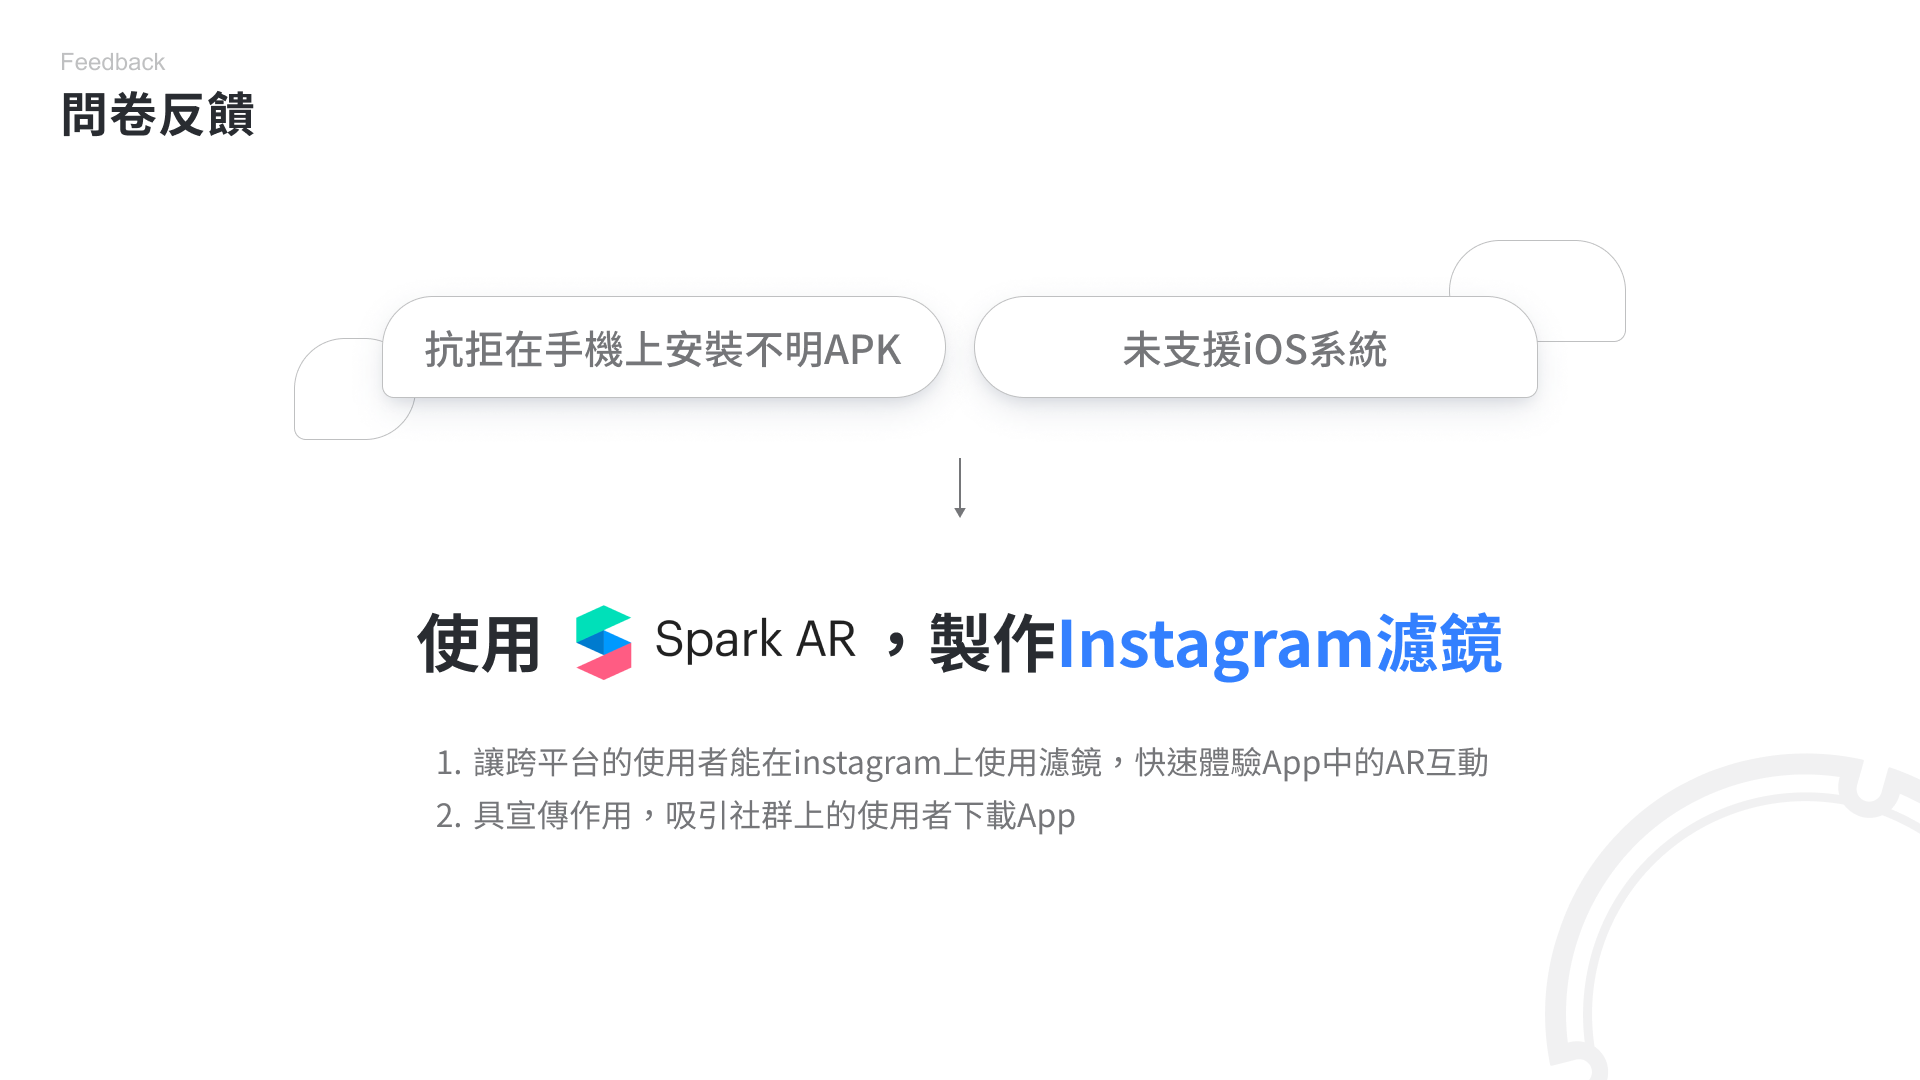 Feedback
問卷反饋
抗拒在手機上安裝不明APK
未支援iOS系統
使用 Spark AR ，製作Instagram濾鏡
1. 讓跨平台的使用者能在instagram上使用濾鏡，快速體驗App中的AR互動
2. 具宣傳作用，吸引社群上的使用者下載App